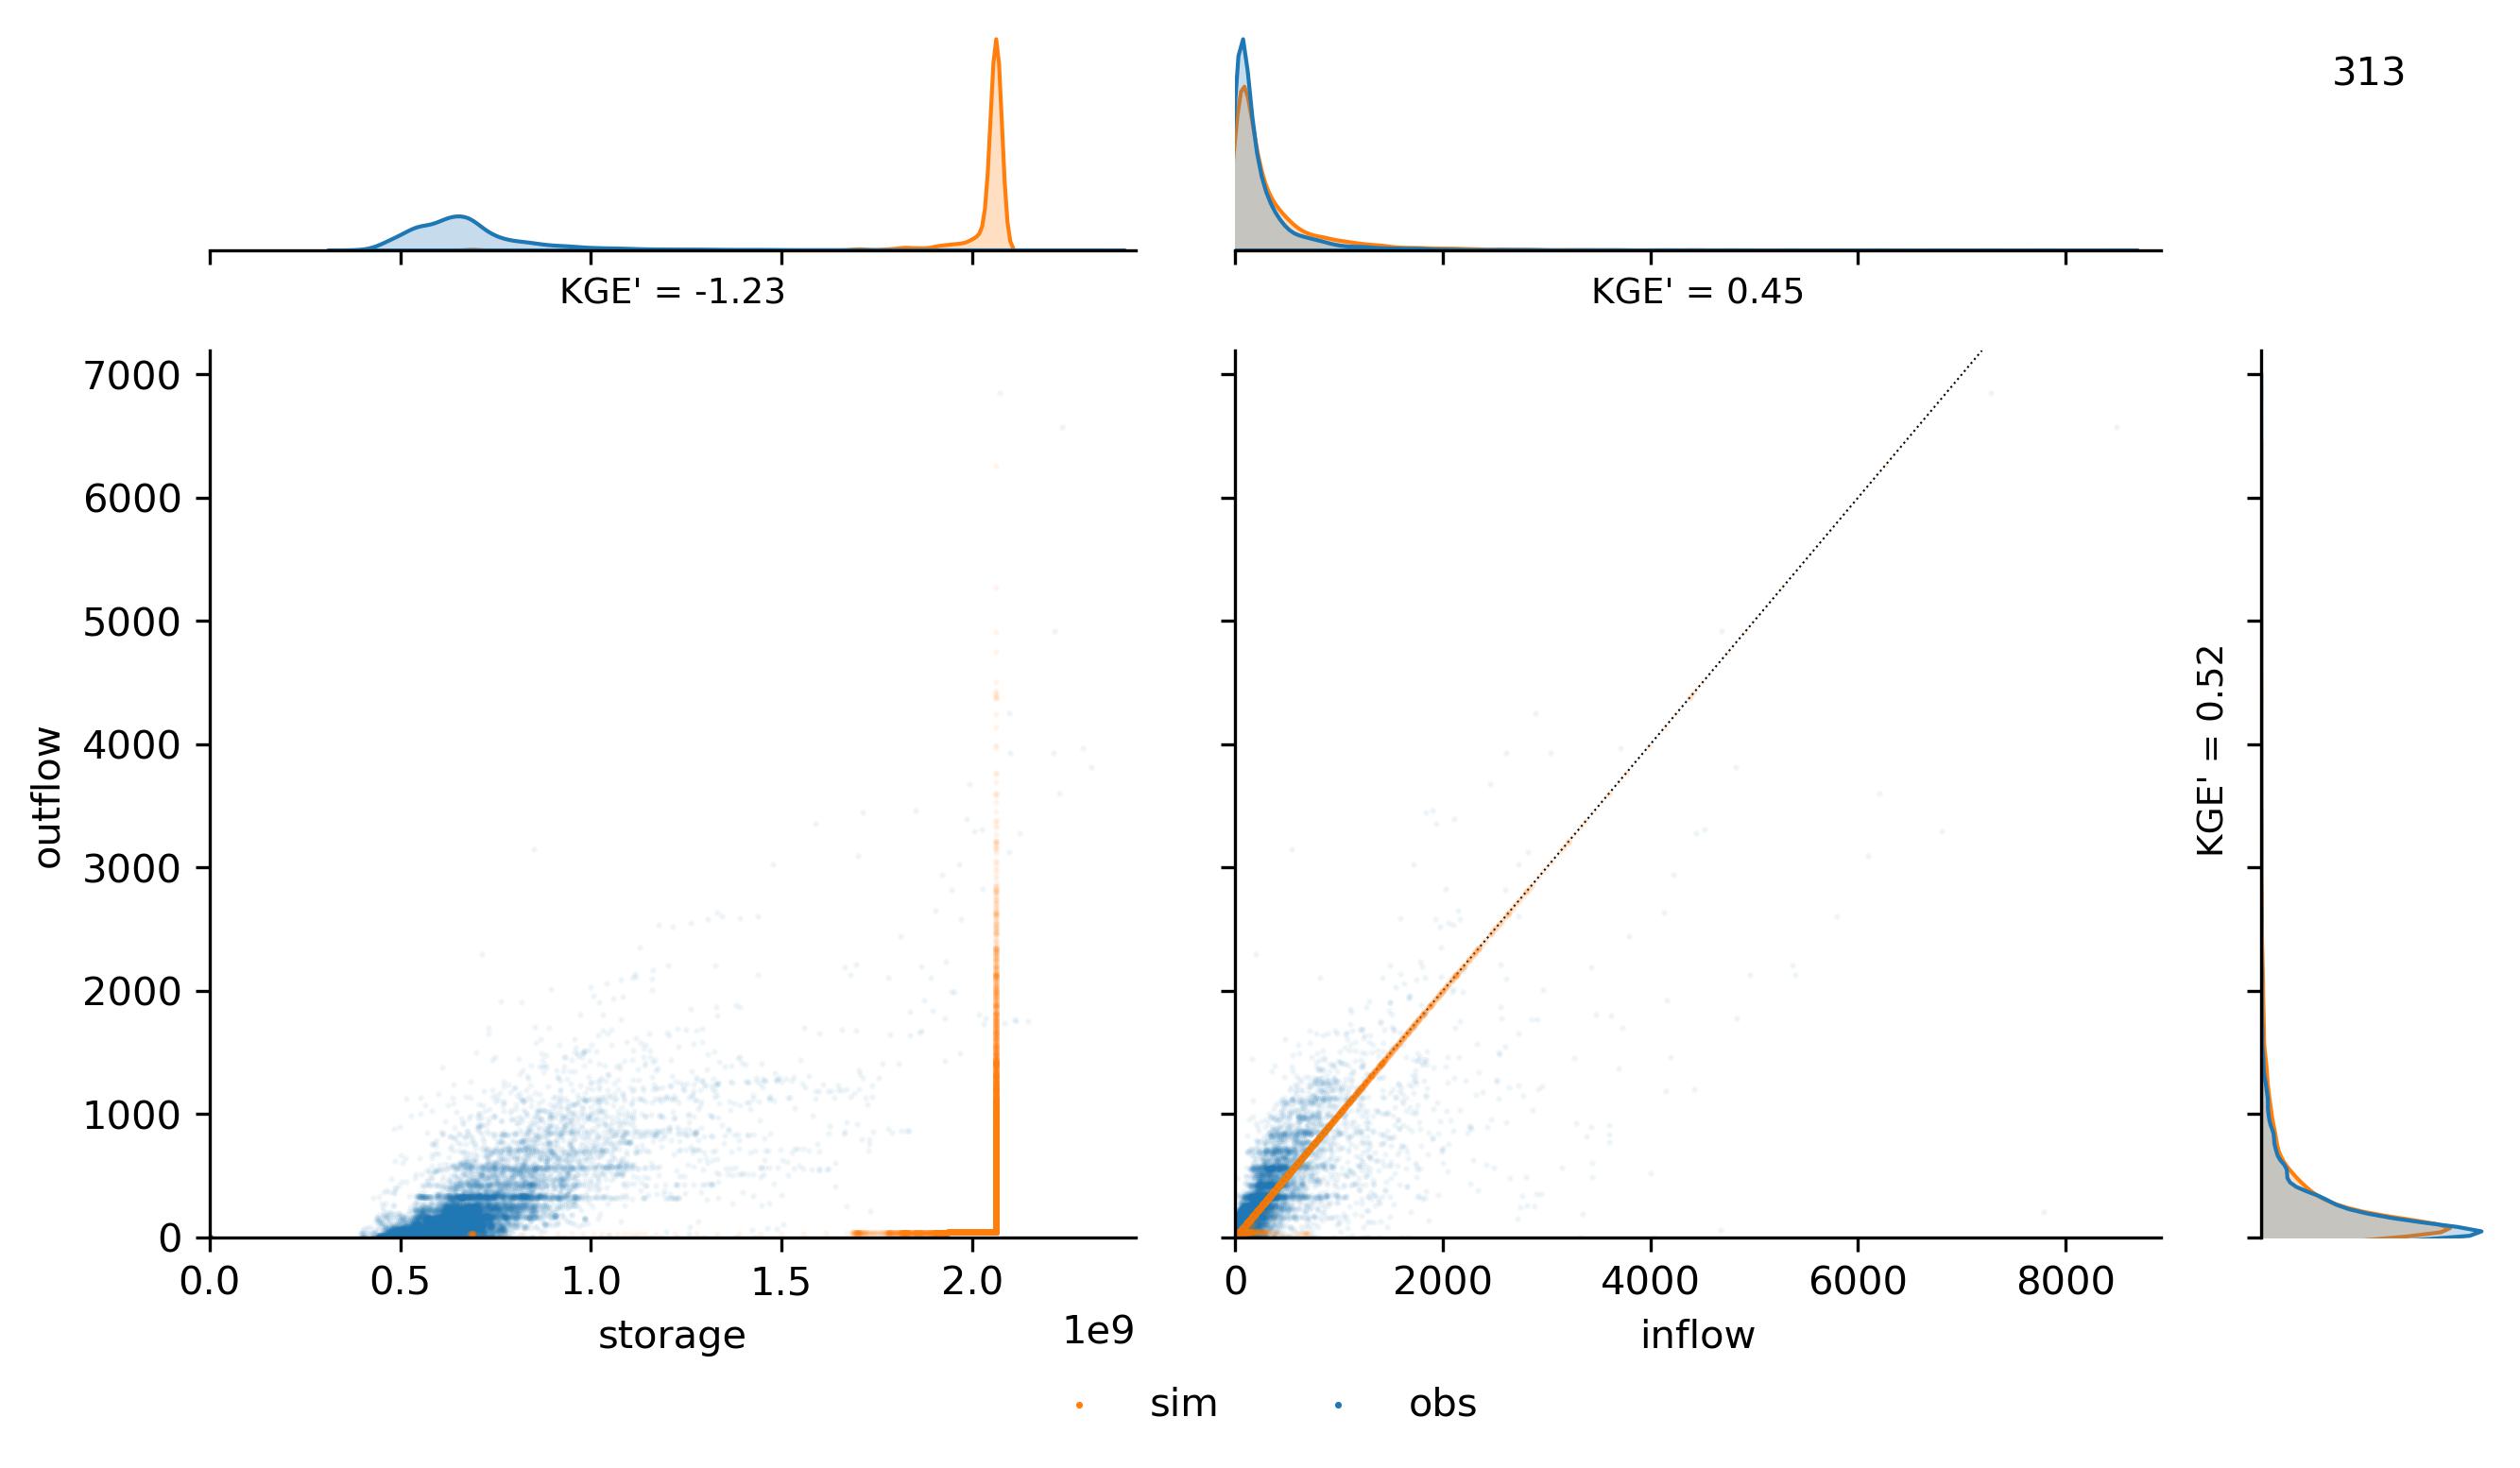 313
KGE' = -1.23
KGE' = 0.45
7000
6000
5000
4000
3000
2000
1000
0
outflow
KGE' = 0.52
0.0 0.5 1.0 1.5 2.0
1e9
storage
0 2000 4000 6000 8000
inflow
sim obs